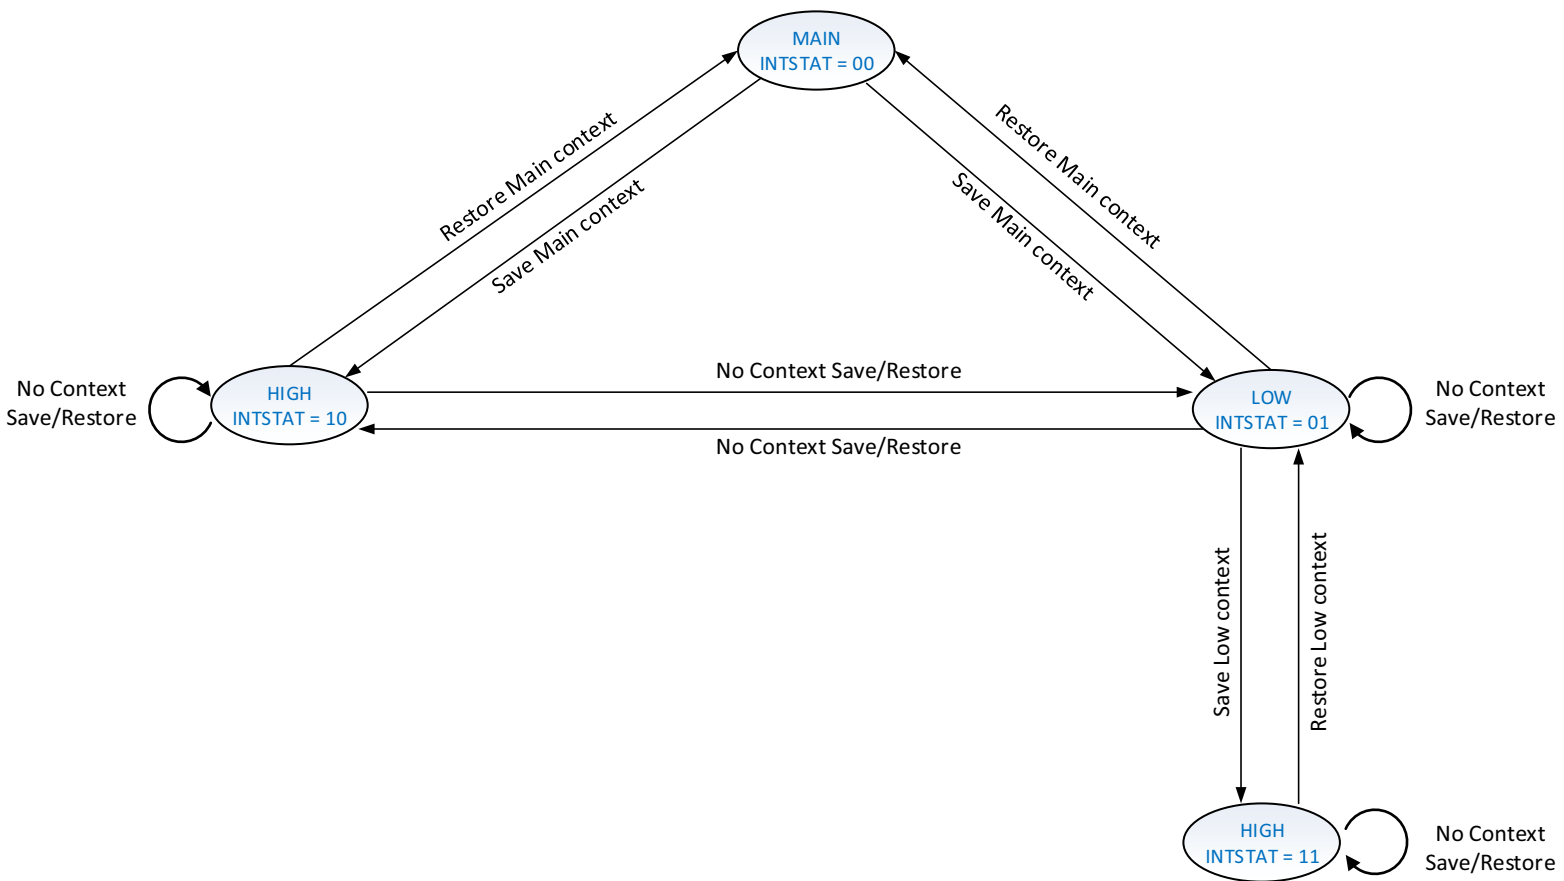 MAIN
INTSTAT = 00
Restore Main context
Save Main context
Save Main context
Restore Main context
No Context
Save/Restore
HIGH
INTSTAT = 10
No Context Save/Restore
No Context Save/Restore
LOW
INTSTAT = 01
No Context
Save/Restore
Save Low context
Restore Low context
HIGH
INTSTAT = 11
No Context
Save/Restore